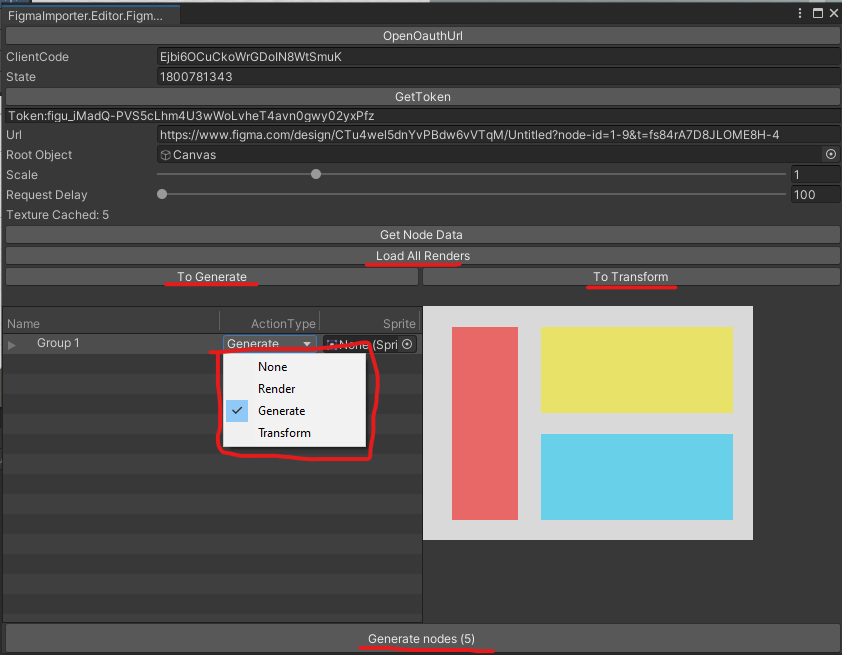 FigmaImporter.Editor.Figm...
OpenOauthUrl
ClientCode Ejbi6OCuCkoWrGDolN8WtSmuK
State 1800781343
GetToken
Token:figu_iMadQ-PVS5cLhm4U3wWoLvheT4avn0gwy02yxPfz
Url https://www.figma.com/design/CTu4wel5dnYvPBdw6vVTqM/Untitled?node-id=1-9&t=fs84rA7D8JLOME8H-4
Root Object Canvas
Scale 1
Request Delay 100
Texture Cached: 5
Get Node Data
Load All Renders
To Generate To Transform
Name ActionType Sprite
Group 1 Generate None (Spri
None
Render
Generate
Transform
Generate nodes (5)